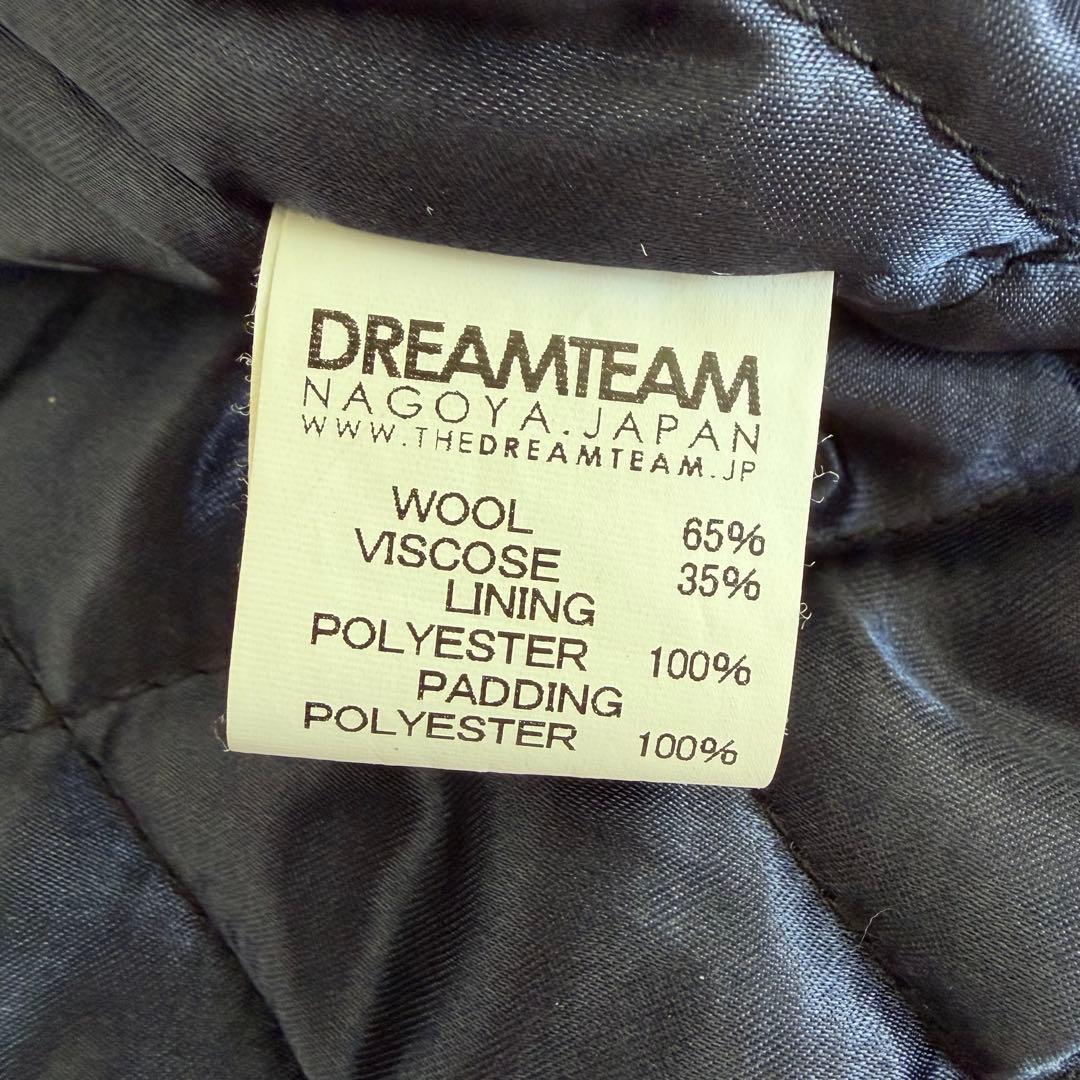 DREAMTEAM
NAGOYA.JAPAN
WWW.THEDREAMTEAM.JP
WOOL 65%
VISCOSE 35%
LINING
POLYESTER 100%
PADDING
POLYESTER 100%